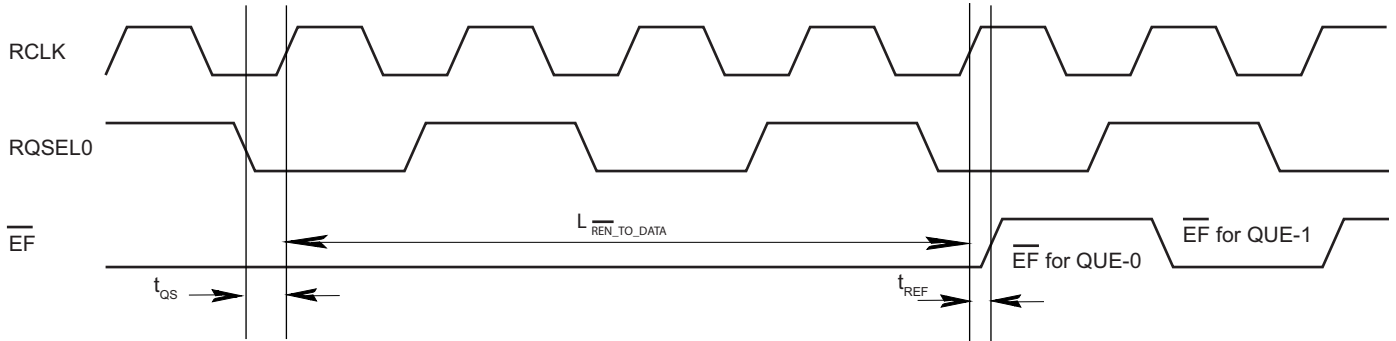 RCLK
RQSEL0
EF
L REN_TO_DATA
EF for QUE-0
EF for QUE-1
tQS
tREF